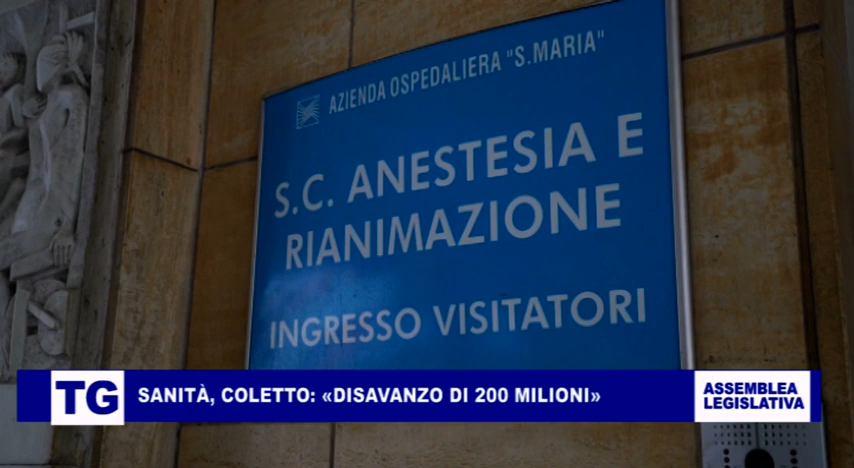 AZIENDA OSPEDALIERA "S.MARIA"
S.C. ANESTESIA E
RIANIMAZIONE
INGRESSO VISITATORI
TG
SANITÀ, COLETTO: «DISAVANZO DI 200 MILIONI»
ASSEMBLEA
LEGISLATIVA